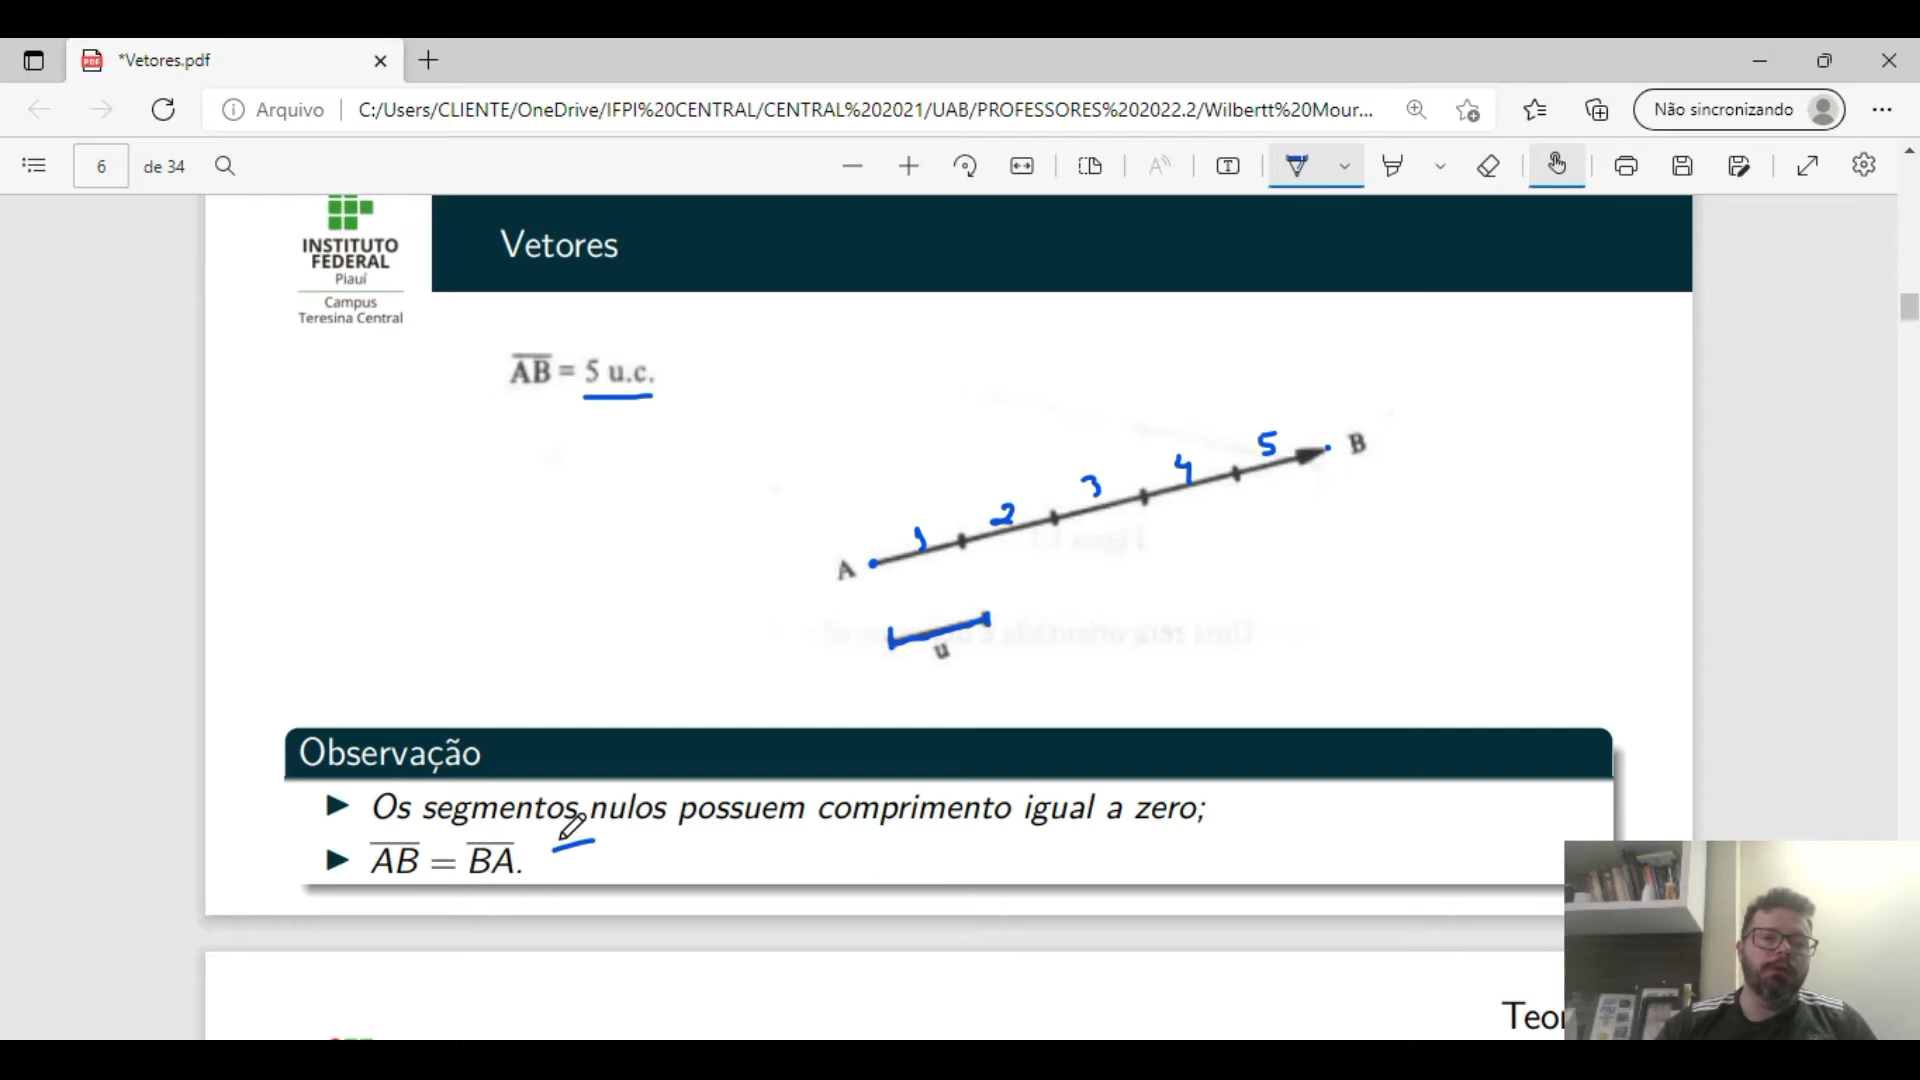 *Vetores.pdf
Arquivo
C:/Users/CLIENTE/OneDrive/IFPI%20CENTRAL/CENTRAL%202021/UAB/PROFESSORES%202022.2/Wilbertt%20Mour...
Não sincronizando
6 de 34
INSTITUTO
FEDERAL
Piauí
Campus
Teresina Central
Vetores
AB = 5 u.c.
1 2 3 4 5
A B
u
Observação
Os segmentos nulos possuem comprimento igual a zero;
AB = BA.